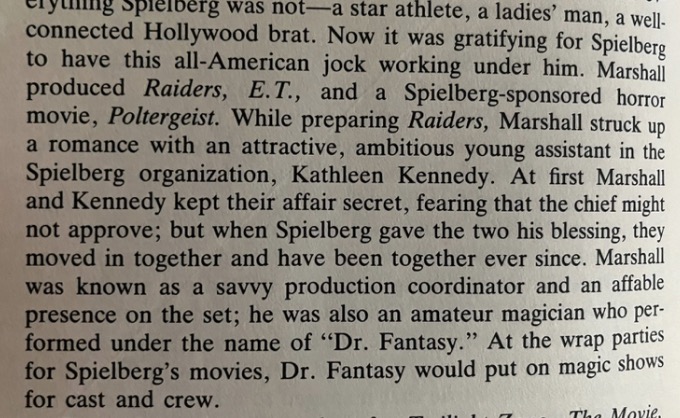 erything Spielberg was not—a star athlete, a ladies’ man, a well-
connected Hollywood brat. Now it was gratifying for Spielberg
to have this all-American jock working under him. Marshall
produced Raiders, E.T., and a Spielberg-sponsored horror
movie, Poltergeist. While preparing Raiders, Marshall struck up
a romance with an attractive, ambitious young assistant in the
Spielberg organization, Kathleen Kennedy. At first Marshall
and Kennedy kept their affair secret, fearing that the chief might
not approve; but when Spielberg gave the two his blessing, they
moved in together and have been together ever since. Marshall
was known as a savvy production coordinator and an affable
presence on the set; he was also an amateur magician who per-
formed under the name of “Dr. Fantasy.” At the wrap parties
for Spielberg’s movies, Dr. Fantasy would put on magic shows
for cast and crew.
The Movie,